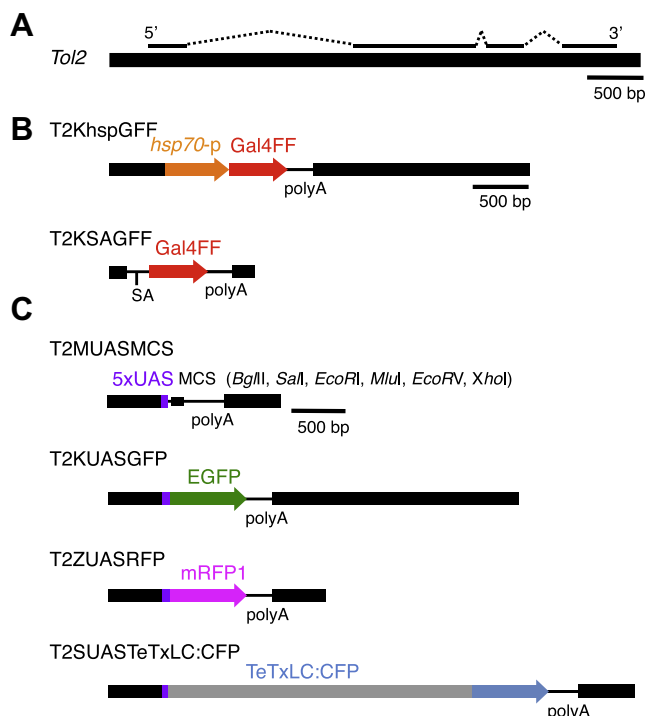 A
5’ 3’
Tol2
500 bp
B
T2KhspGFF
hsp70-p Gal4FF
polyA
500 bp
T2KSAGFF
Gal4FF
SA
polyA
C
T2MUASMCS
5xUAS MCS (BglII, SalI, EcoRI, MluI, EcoRV, XhoI)
polyA
500 bp
T2KUASGFP
EGFP
polyA
T2ZUASRFP
mRFP1
polyA
T2SUASTeTxLC:CFP
TeTxLC:CFP
polyA